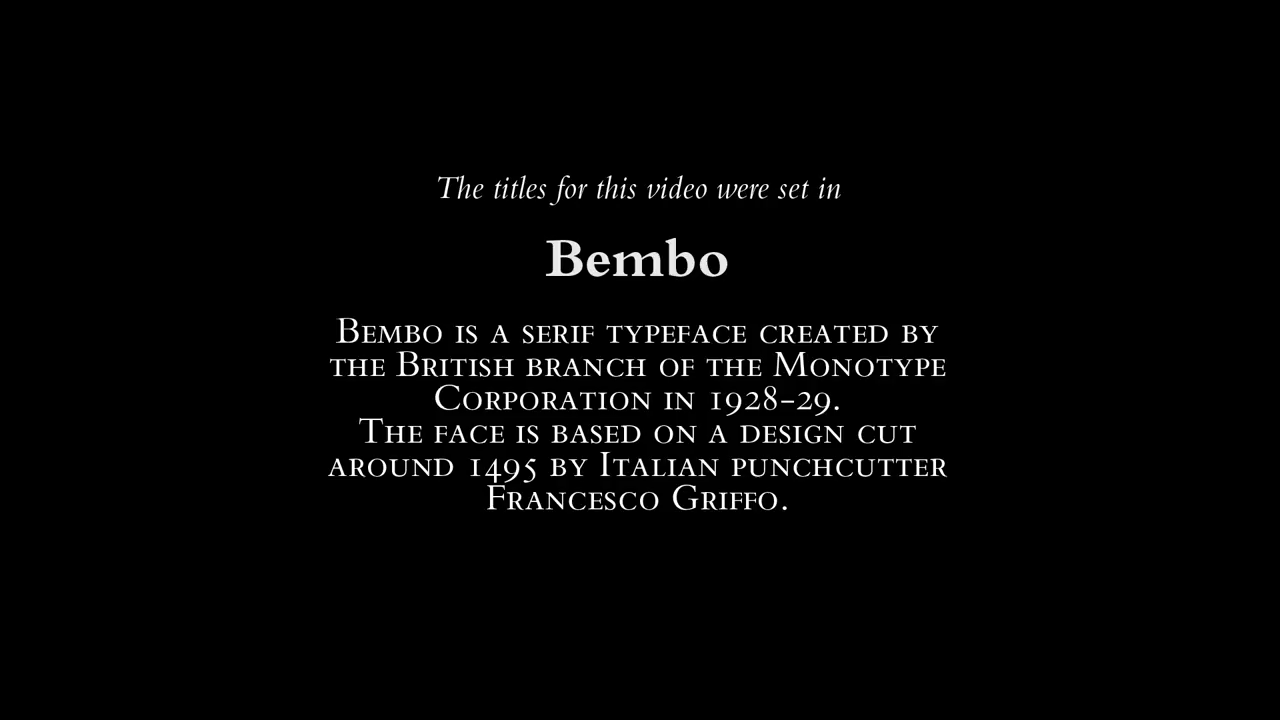 The titles for this video were set in
Bembo
Bembo is a serif typeface created by
the British branch of the Monotype
Corporation in 1928-29.
The face is based on a design cut
around 1495 by Italian punchcutter
Francesco Griffo.